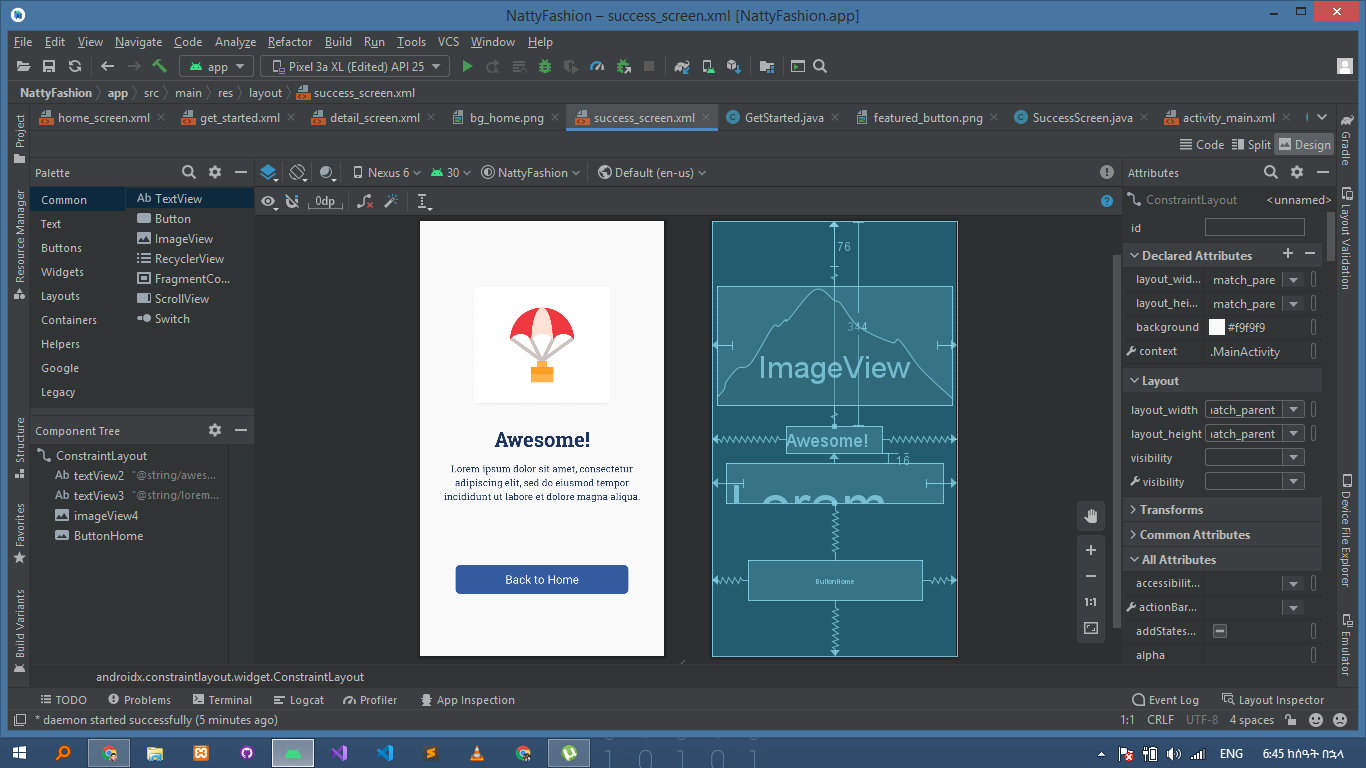 NattyFashion – success_screen.xml [NattyFashion.app]
File Edit View Navigate Code Analyze Refactor Build Run Tools VCS Window Help
app Pixel 3a XL (Edited) API 25
NattyFashion app src main res layout success_screen.xml
home_screen.xml get_started.xml detail_screen.xml bg_home.png success_screen.xml GetStarted.java featured_button.png SuccessScreen.java activity_main.xml
Code Split Design
Project
Resource Manager
Structure
Favorites
Build Variants
Palette
Common
Text
Buttons
Widgets
Layouts
Containers
Helpers
Google
Legacy
Ab TextView
Button
ImageView
RecyclerView
FragmentCo...
ScrollView
Switch
Component Tree
ConstraintLayout
Ab textView2 "@string/awes...
Ab textView3 "@string/lorem...
imageView4
ButtonHome
Nexus 6 30 NattyFashion Default (en-us)
0dp
Awesome!
Lorem ipsum dolor sit amet, consectetur
adipiscing elit, sed do eiusmod tempor
incididunt ut labore et dolore magna aliqua.
Back to Home
76
344
ImageView
Awesome!
16
Lorem
ButtonHome
1:1
Attributes
ConstraintLayout <unnamed>
id
Declared Attributes
layout_wid... match_pare
layout_hei... match_pare
background #f9f9f9
context .MainActivity
Layout
layout_width atch_parent
layout_height atch_parent
visibility
visibility
Transforms
Common Attributes
All Attributes
accessibilit...
actionBar...
addStates...
alpha
Gradle
Layout Validation
Device File Explorer
Emulator
androidx.constraintlayout.widget.ConstraintLayout
TODO Problems Terminal Logcat Profiler App Inspection Event Log Layout Inspector
* daemon started successfully (5 minutes ago) 1:1 CRLF UTF-8 4 spaces
1 0 1 0 1
ENG 6:45 ከሰዓት በኋላ